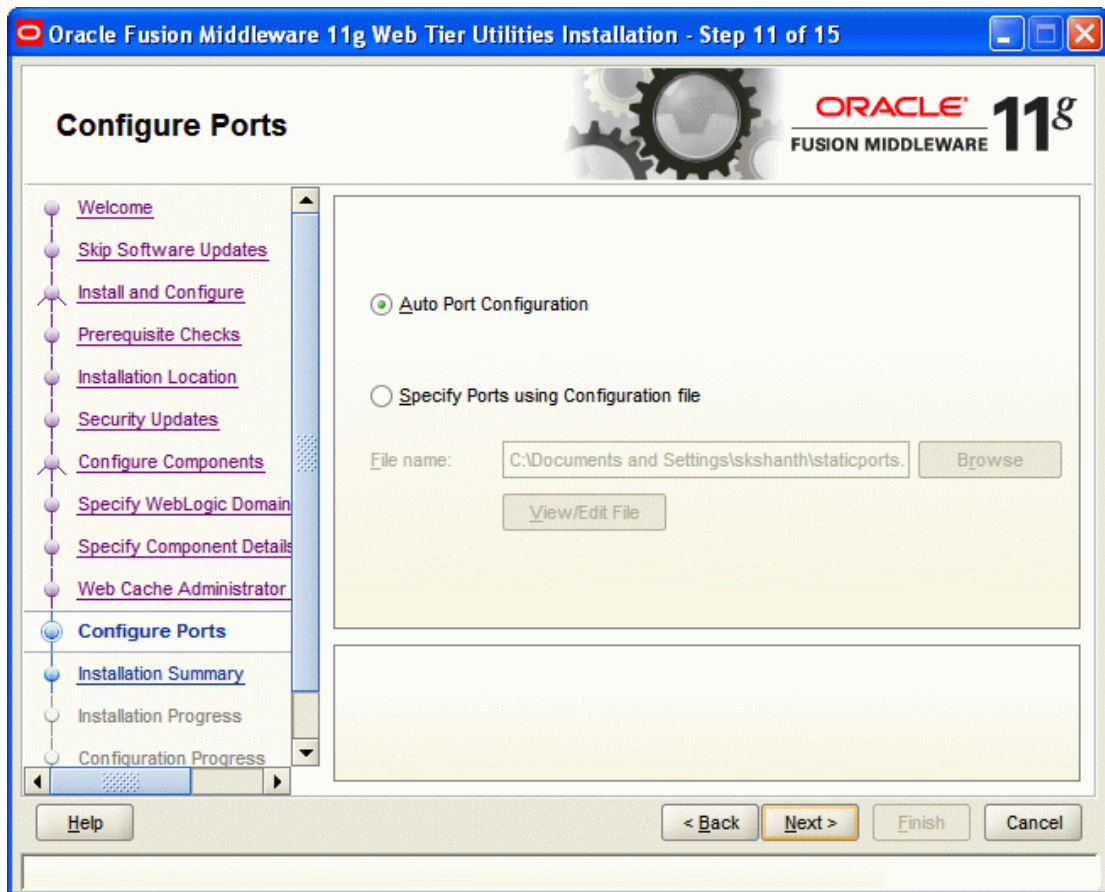 Oracle Fusion Middleware 11g Web Tier Utilities Installation - Step 11 of 15
Configure Ports
ORACLE
FUSION MIDDLEWARE
11g
Welcome
Skip Software Updates
Install and Configure
Prerequisite Checks
Installation Location
Security Updates
Configure Components
Specify WebLogic Domain
Specify Component Details
Web Cache Administrator
Configure Ports
Installation Summary
Installation Progress
Configuration Progress
Auto Port Configuration
Specify Ports using Configuration file
File name: C:\Documents and Settings\skshanth\staticports. Browse
View/Edit File
Help < Back Next > Finish Cancel